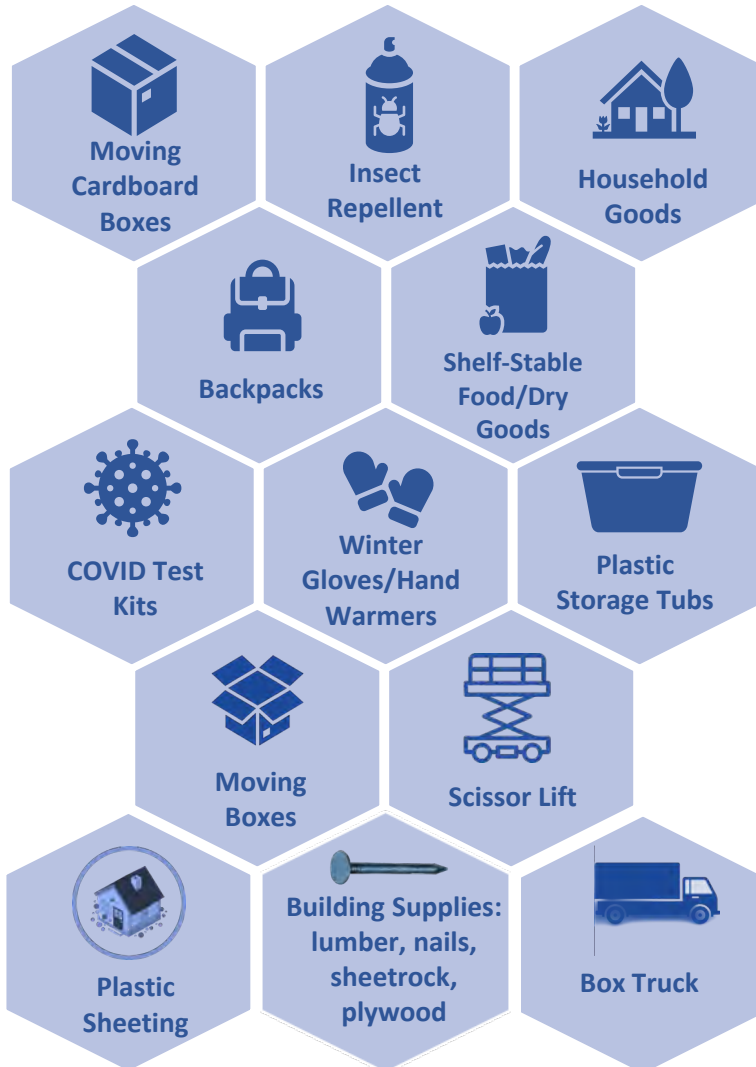 Moving
Cardboard
Boxes
Insect
Repellent
Household
Goods
Backpacks
Shelf-Stable
Food/Dry
Goods
COVID Test
Kits
Winter
Gloves/Hand
Warmers
Plastic
Storage Tubs
Moving
Boxes
Scissor Lift
Plastic
Sheeting
Building Supplies:
lumber, nails,
sheetrock,
plywood
Box Truck